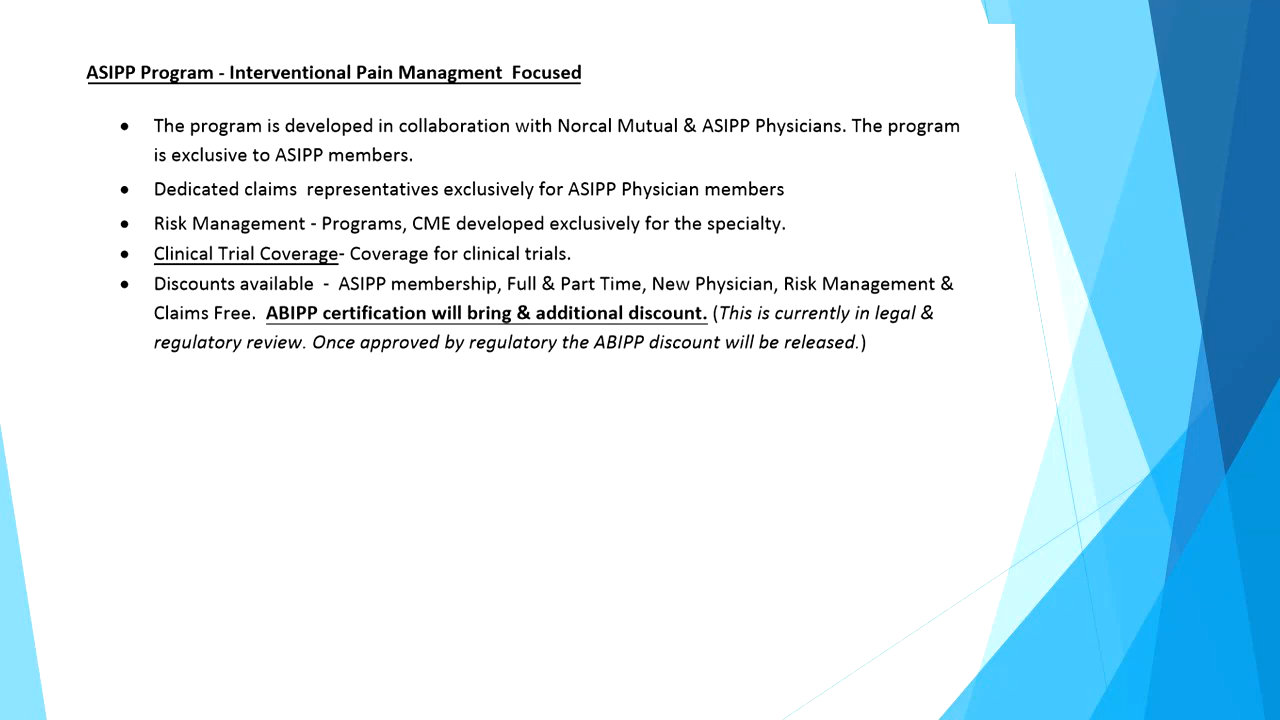 ASIPP Program - Interventional Pain Managment  Focused
• The program is developed in collaboration with Norcal Mutual & ASIPP Physicians. The program
is exclusive to ASIPP members.
• Dedicated claims  representatives exclusively for ASIPP Physician members
• Risk Management - Programs, CME developed exclusively for the specialty.
• Clinical Trial Coverage- Coverage for clinical trials.
• Discounts available  -  ASIPP membership, Full & Part Time, New Physician, Risk Management &
Claims Free.  ABIPP certification will bring & additional discount. (This is currently in legal &
regulatory review. Once approved by regulatory the ABIPP discount will be released.)